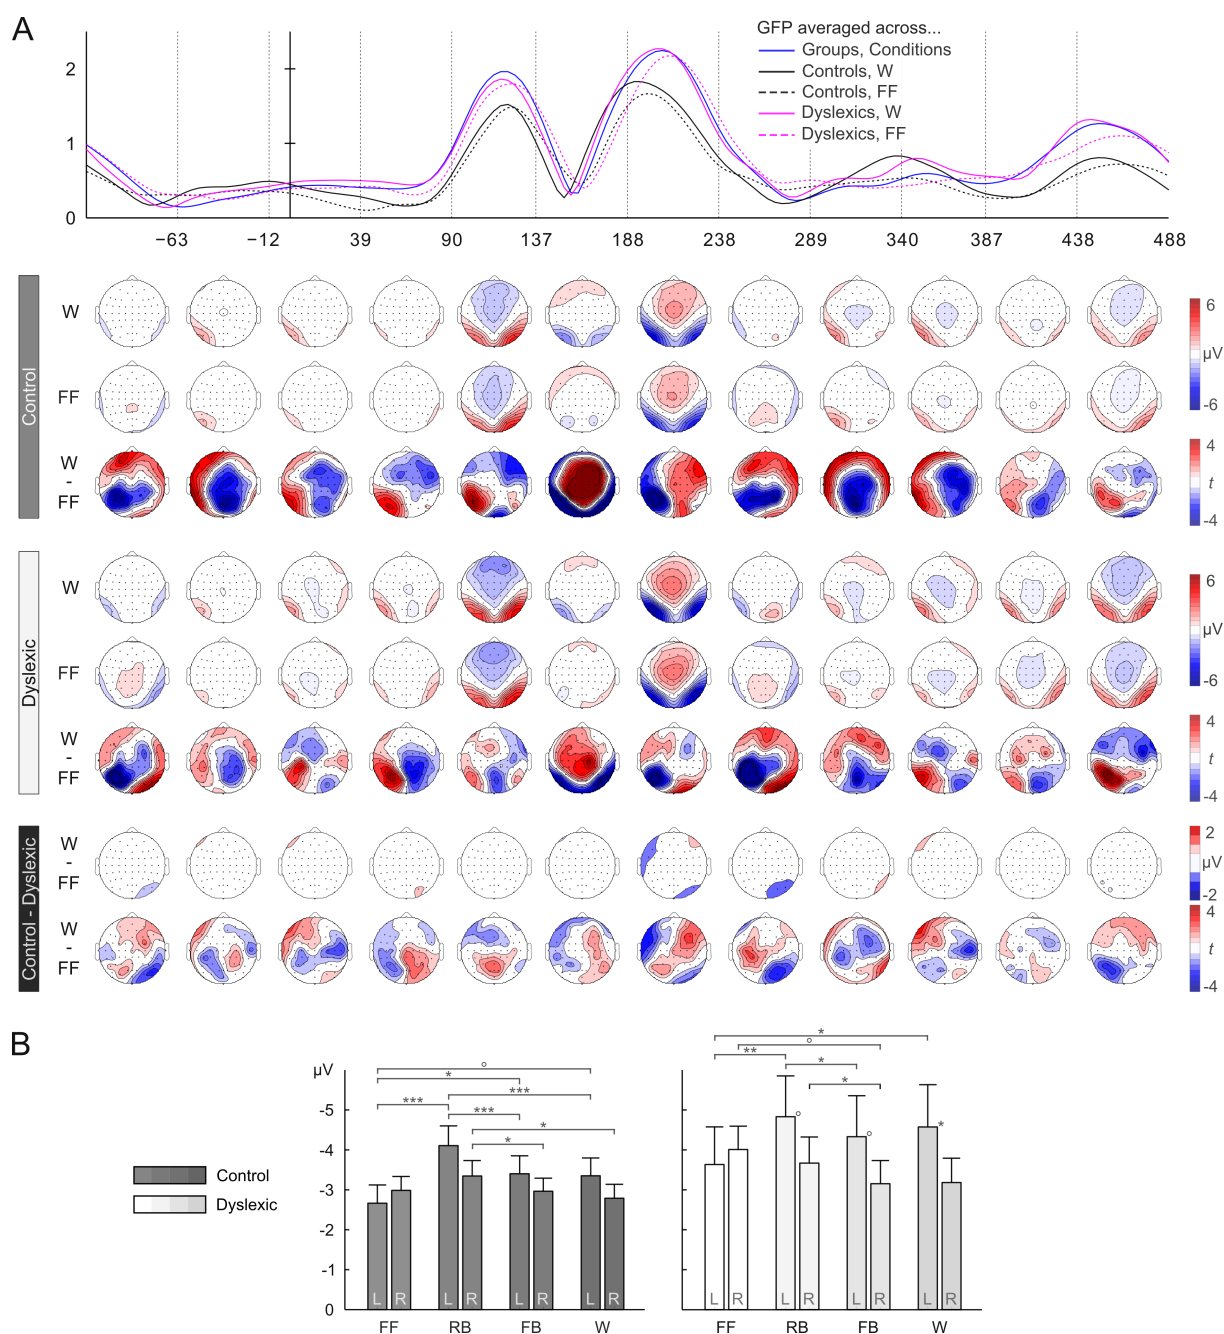 A
GFP averaged across...
Groups, Conditions
Controls, W
Controls, FF
Dyslexics, W
Dyslexics, FF
2
1
0
−63 −12 39 90 137 188 238 289 340 387 438 488
Control
W
6
µV
-6
FF
W
-
FF
4
t
-4
Dyslexic
W
6
µV
-6
FF
W
-
FF
4
t
-4
Control - Dyslexic
W
-
FF
2
µV
-2
W
-
FF
4
t
-4
B
µV
-5
-4
-3
-2
-1
0
Control
Dyslexic
° * *** *** *** * *
* ° ** * * ° ° *
L R L R L R L R
L R L R L R L R
FF RB FB W
FF RB FB W